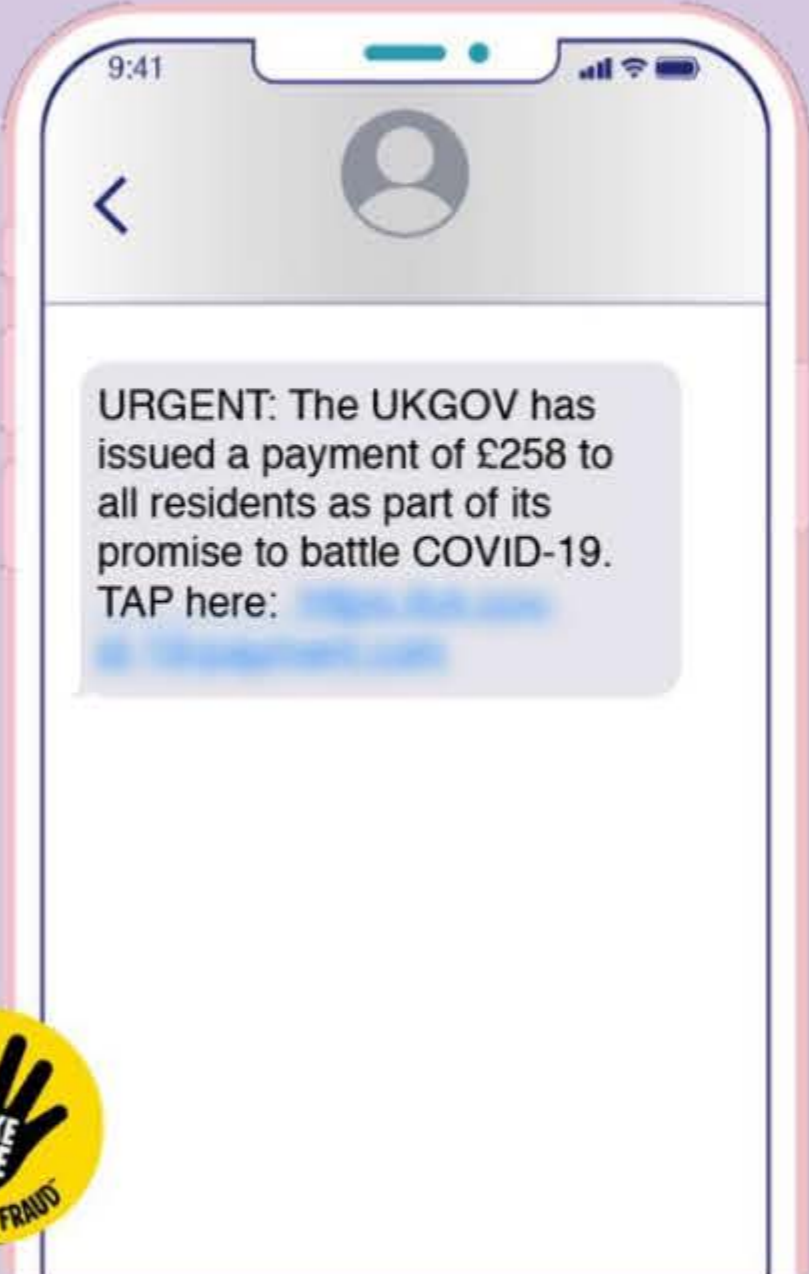 9:41
URGENT: The UKGOV has
issued a payment of £258 to
all residents as part of its
promise to battle COVID-19.
TAP here:
FRAUD